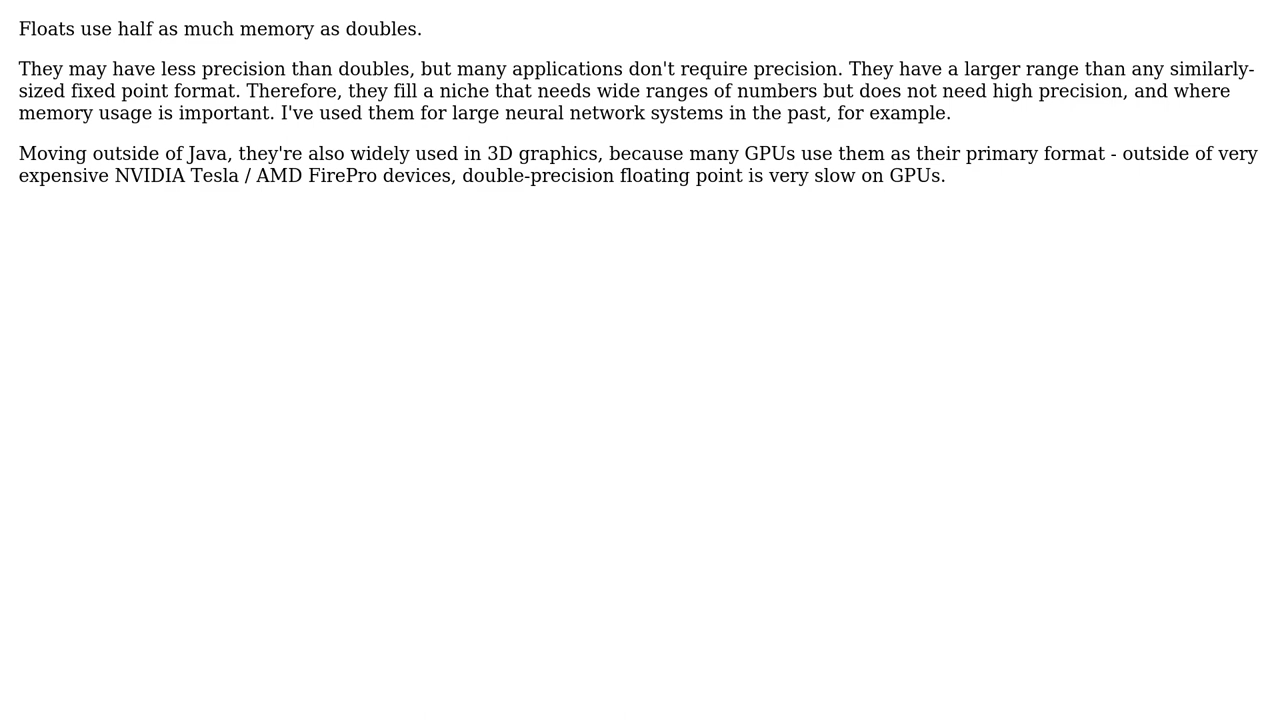 Floats use half as much memory as doubles.
They may have less precision than doubles, but many applications don't require precision. They have a larger range than any similarly-
sized fixed point format. Therefore, they fill a niche that needs wide ranges of numbers but does not need high precision, and where
memory usage is important. I've used them for large neural network systems in the past, for example.
Moving outside of Java, they're also widely used in 3D graphics, because many GPUs use them as their primary format - outside of very
expensive NVIDIA Tesla / AMD FirePro devices, double-precision floating point is very slow on GPUs.